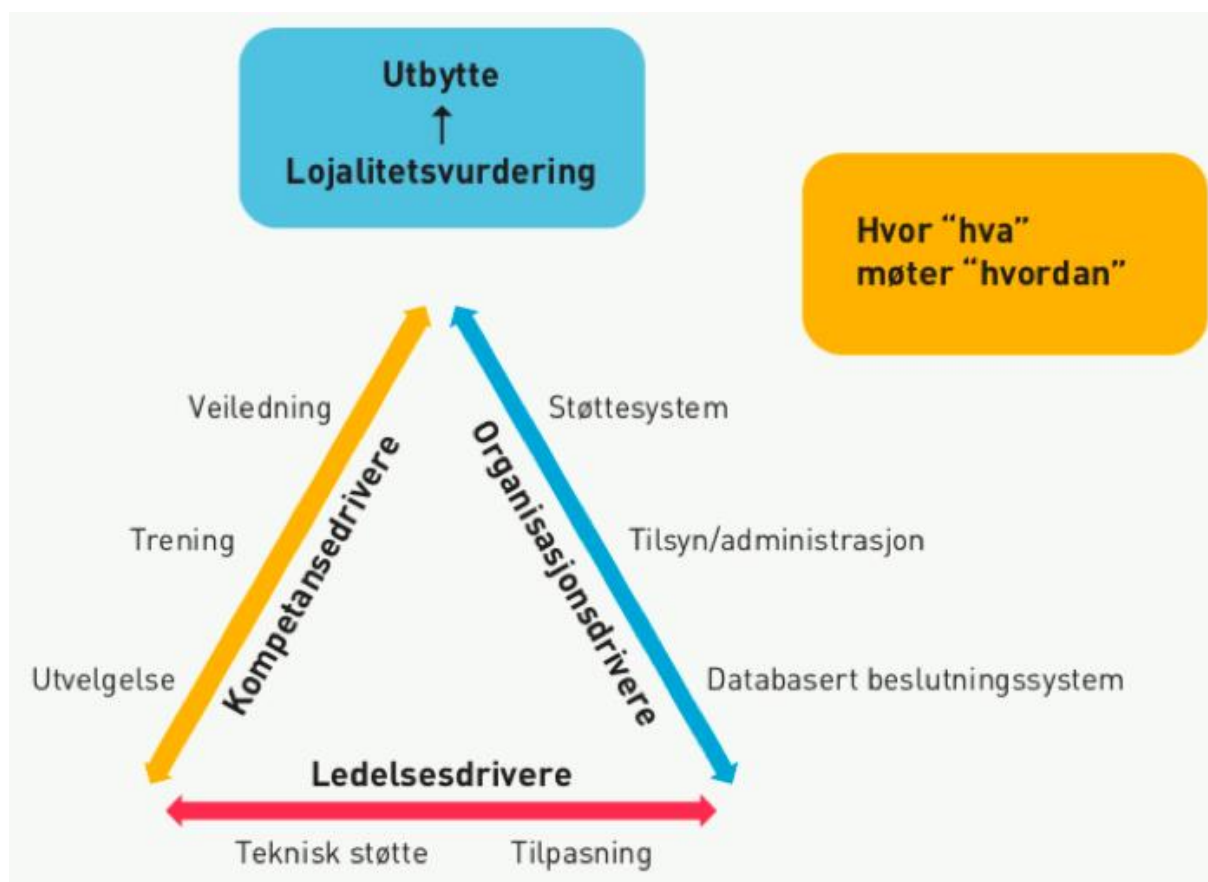 Utbytte
↑
Lojalitetsvurdering
Hvor “hva”
møter “hvordan”
Veiledning
Støttesystem
Trening
Kompetansedrivere
Organisasjonsdrivere
Tilsyn/administrasjon
Utvelgelse
Databasert beslutningssystem
Ledelsesdrivere
Teknisk støtte
Tilpasning